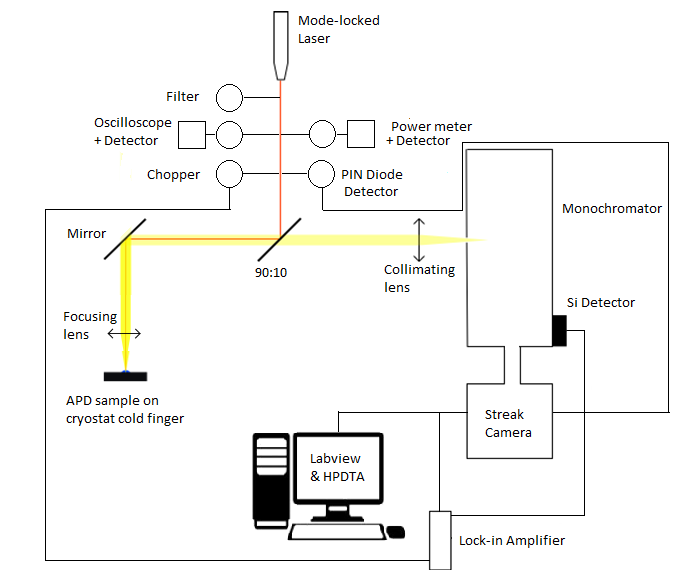 Mode-locked
Laser
Filter
Oscilloscope
+ Detector
Power meter
+ Detector
Chopper
PIN Diode
Detector
Monochromator
Mirror
90:10
Collimating
lens
Si Detector
Focusing
lens
APD sample on
cryostat cold finger
Streak
Camera
Labview
& HPDTA
Lock-in Amplifier